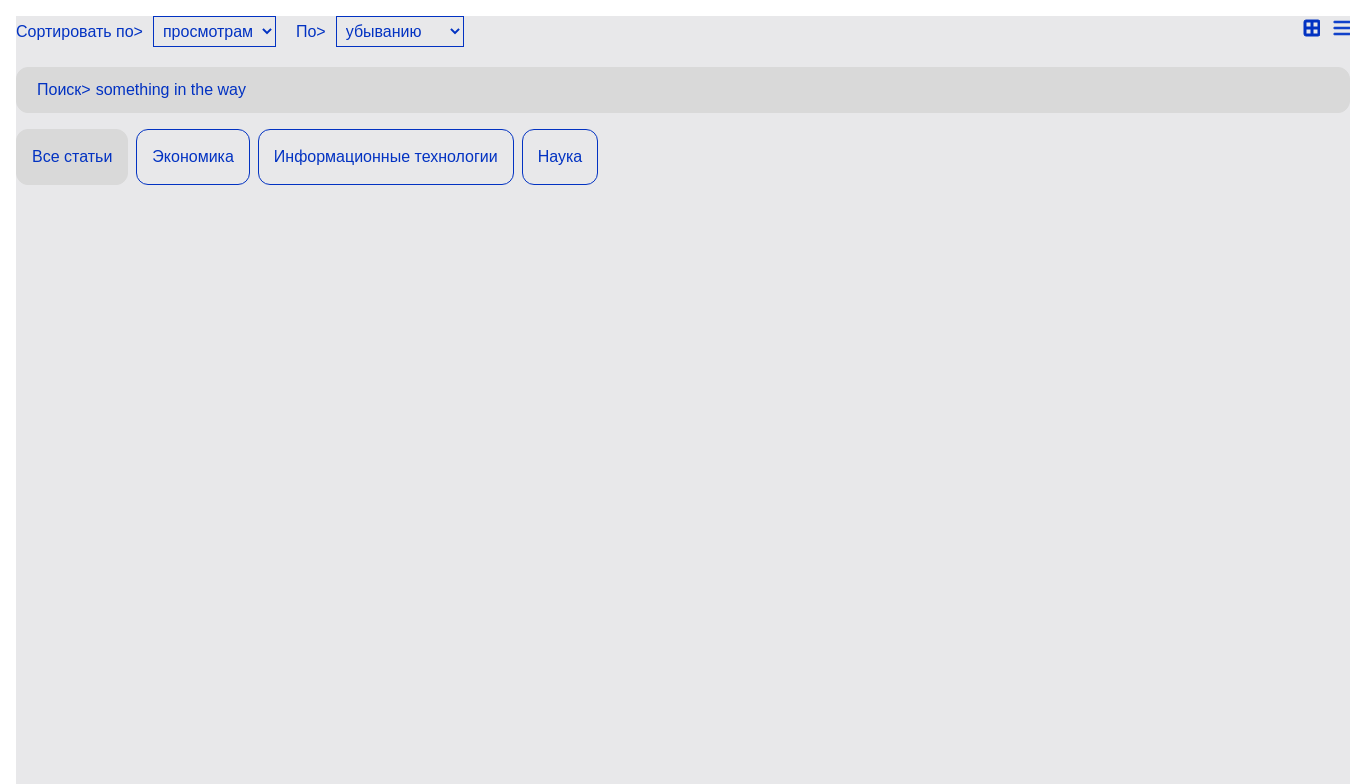 Сортировать по> просмотрам По> убыванию
Поиск> something in the way
Все статьи Экономика Информационные технологии Наука